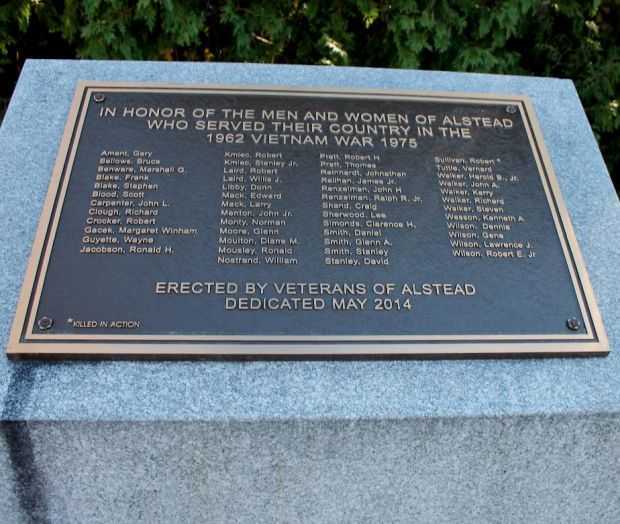 IN HONOR OF THE MEN AND WOMEN OF ALSTEAD
WHO SERVED THEIR COUNTRY IN THE
1962 VIETNAM WAR 1975
Amant, Gary
Bellows, Bruce
Benware, Marshall G.
Blake, Frank
Blake, Stephen
Blood, Scott
Carpenter, John L.
Clough, Richard
Crocker, Robert
Gacek, Margaret Winham
Guyette, Wayne
Jacobson, Ronald H.
Kmiec, Robert
Kmiec, Stanley Jr.
Laird, Robert
Laird, Willis J.
Libby, Donn
Mack, Edward
Mack, Larry
Menton, John Jr.
Monty, Norman
Moore, Glenn
Moulton, Diane M.
Mousley, Ronald
Nostrand, William
Pratt, Robert H
Pratt, Thomas
Reinhardt, Johnathan
Relihan, James Jr.
Renzelman, John H
Renzelman, Ralph R., Jr.
Shand, Craig
Sherwood, Lee
Simonds, Clarence H.,
Smith, Daniel
Smith, Glenn A.
Smith, Stanley
Stanley, David
Sullivan, Robert *
Tuttle, Vernard
Walker, Harold B., Jr.
Walker, John A.
Walker, Kerry
Walker, Richard
Walker, Steven
Wesson, Kenneth A
Wilson, Dennis
Wilson, Gene
Wilson, Lawrence J.
Wilson, Robert E. Jr
ERECTED BY VETERANS OF ALSTEAD
DEDICATED MAY 2014
*KILLED IN ACTION